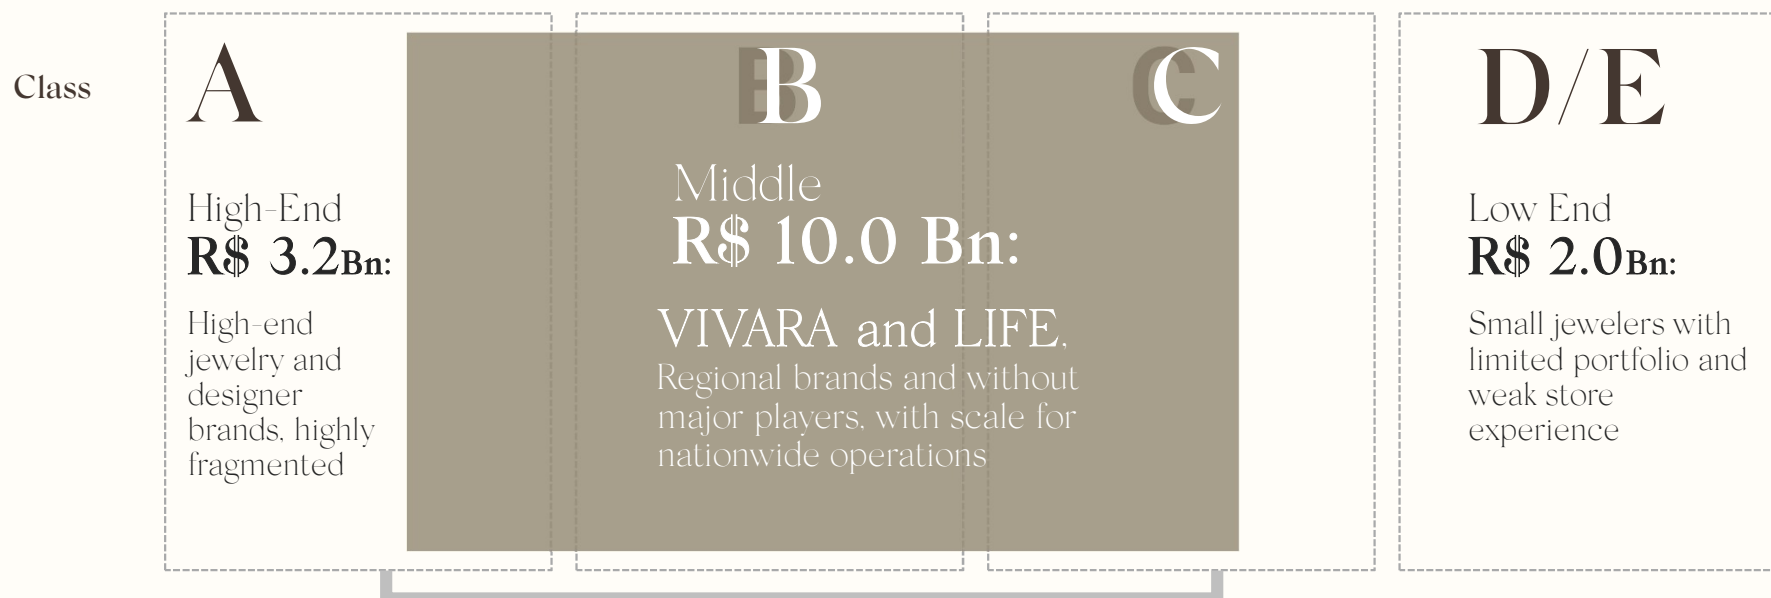 Class
A
B
C
D/E
High-End
R$ 3.2Bn:
High-end
jewelry and
designer
brands, highly
fragmented
Middle
R$ 10.0 Bn:
VIVARA and LIFE,
Regional brands and without
major players, with scale for
nationwide operations
Low End
R$ 2.0Bn:
Small jewelers with
limited portfolio and
weak store
experience